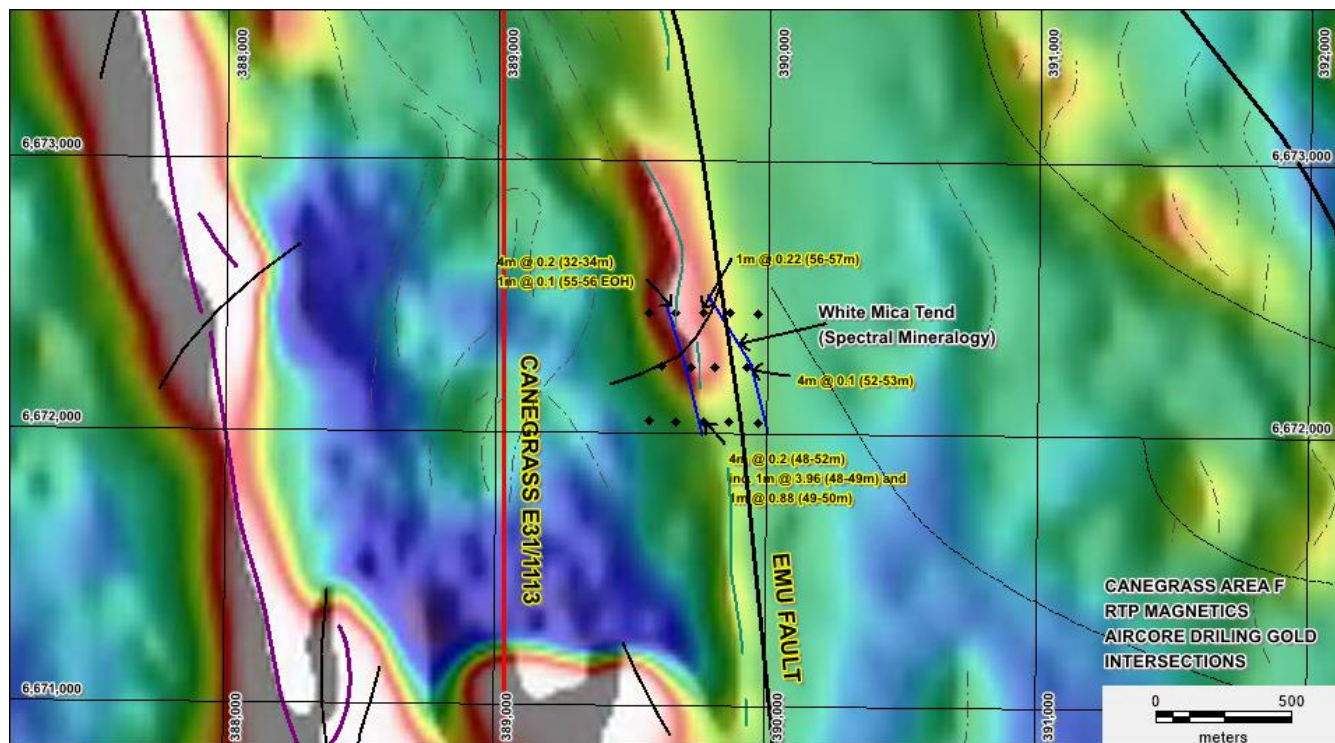 388,000
389,000
390,000
391,000
392,000
6,673,000
6,673,000
4m @ 0.2 (32-34m)
1m @ 0.1 (55-56 EOH)
1m @ 0.22 (56-57m)
White Mica Tend
(Spectral Mineralogy)
4m @ 0.1 (52-53m)
CANEGRASS E31/1113
6,672,000
6,672,000
4m @ 0.2 (48-52m)
inc 1m @ 3.96 (48-49m) and
1m @ 0.88 (49-50m)
EMU FAULT
CANEGRASS AREA F
RTP MAGNETICS
AIRCORE DRILING GOLD
INTERSECTIONS
6,671,000
388,000
389,000
390,000
391,000
0 500
meters